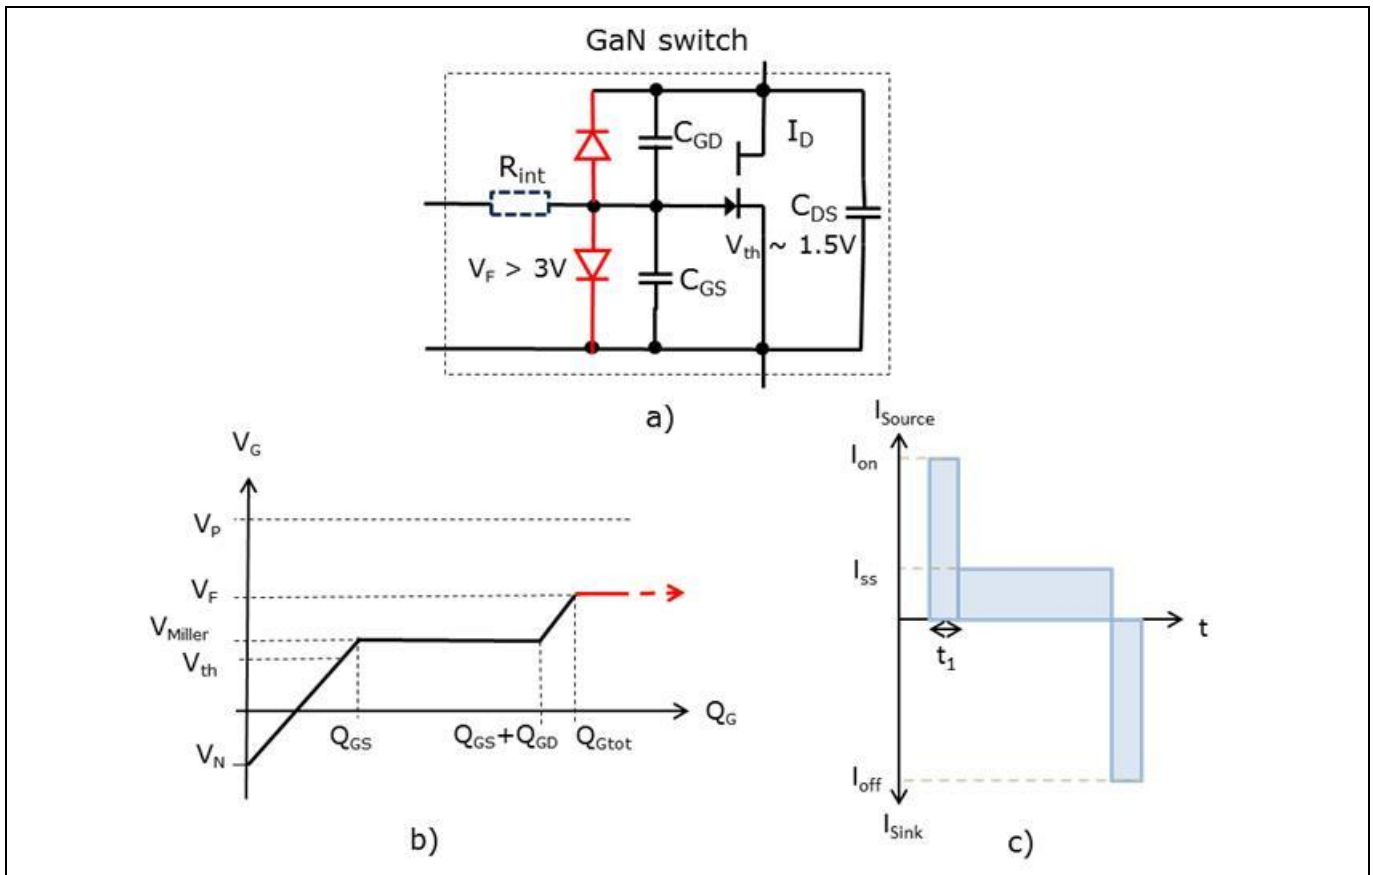 GaN switch
C_GD
I_D
R_int
C_DS
V_th ~ 1.5V
V_F > 3V
C_GS
a)
V_G
V_P
V_F
V_Miller
V_th
V_N
Q_GS
Q_GS+Q_GD
Q_Gtot
Q_G
b)
I_Source
I_on
I_ss
t
t_1
I_off
I_Sink
c)